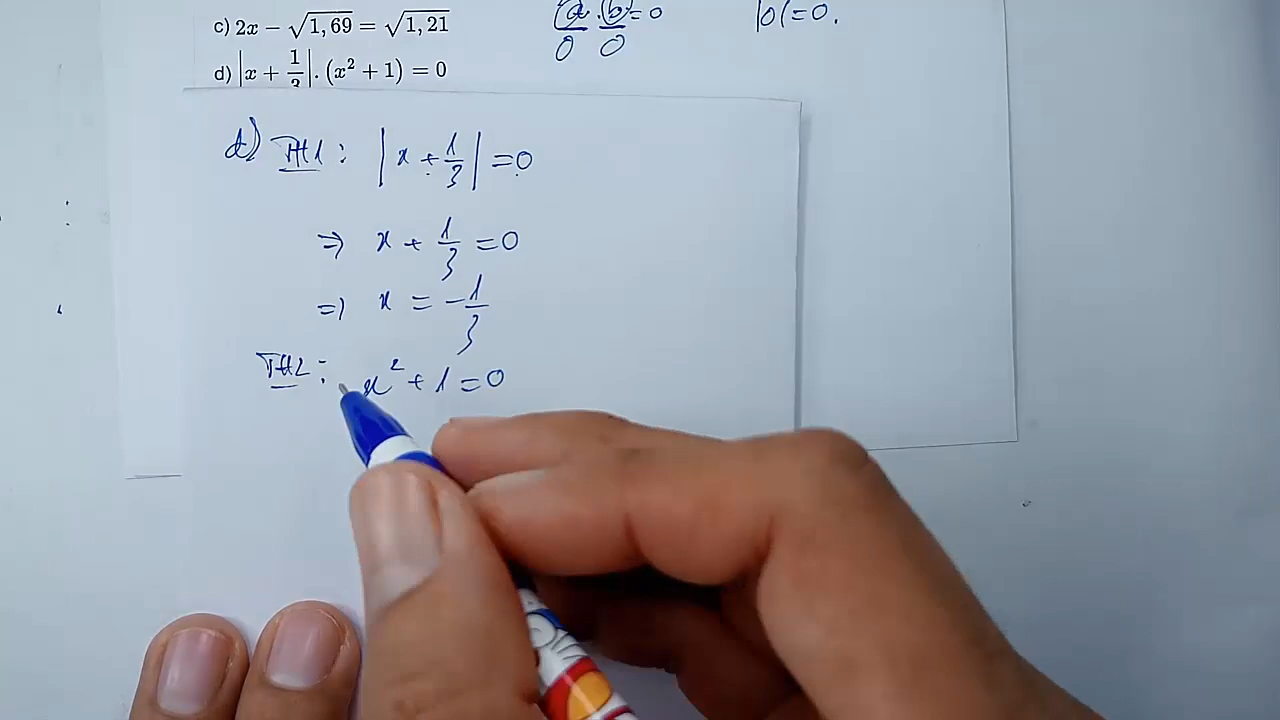 c) 2x − √1,69 = √1,21
(a).(b) = 0
0 0
|0| = 0.
d) |x + 1/3|.(x² + 1) = 0
d) TH1: |x + 1/3| = 0
⇒ x + 1/3 = 0
⇒ x = −1/3
TH2: x² + 1 = 0